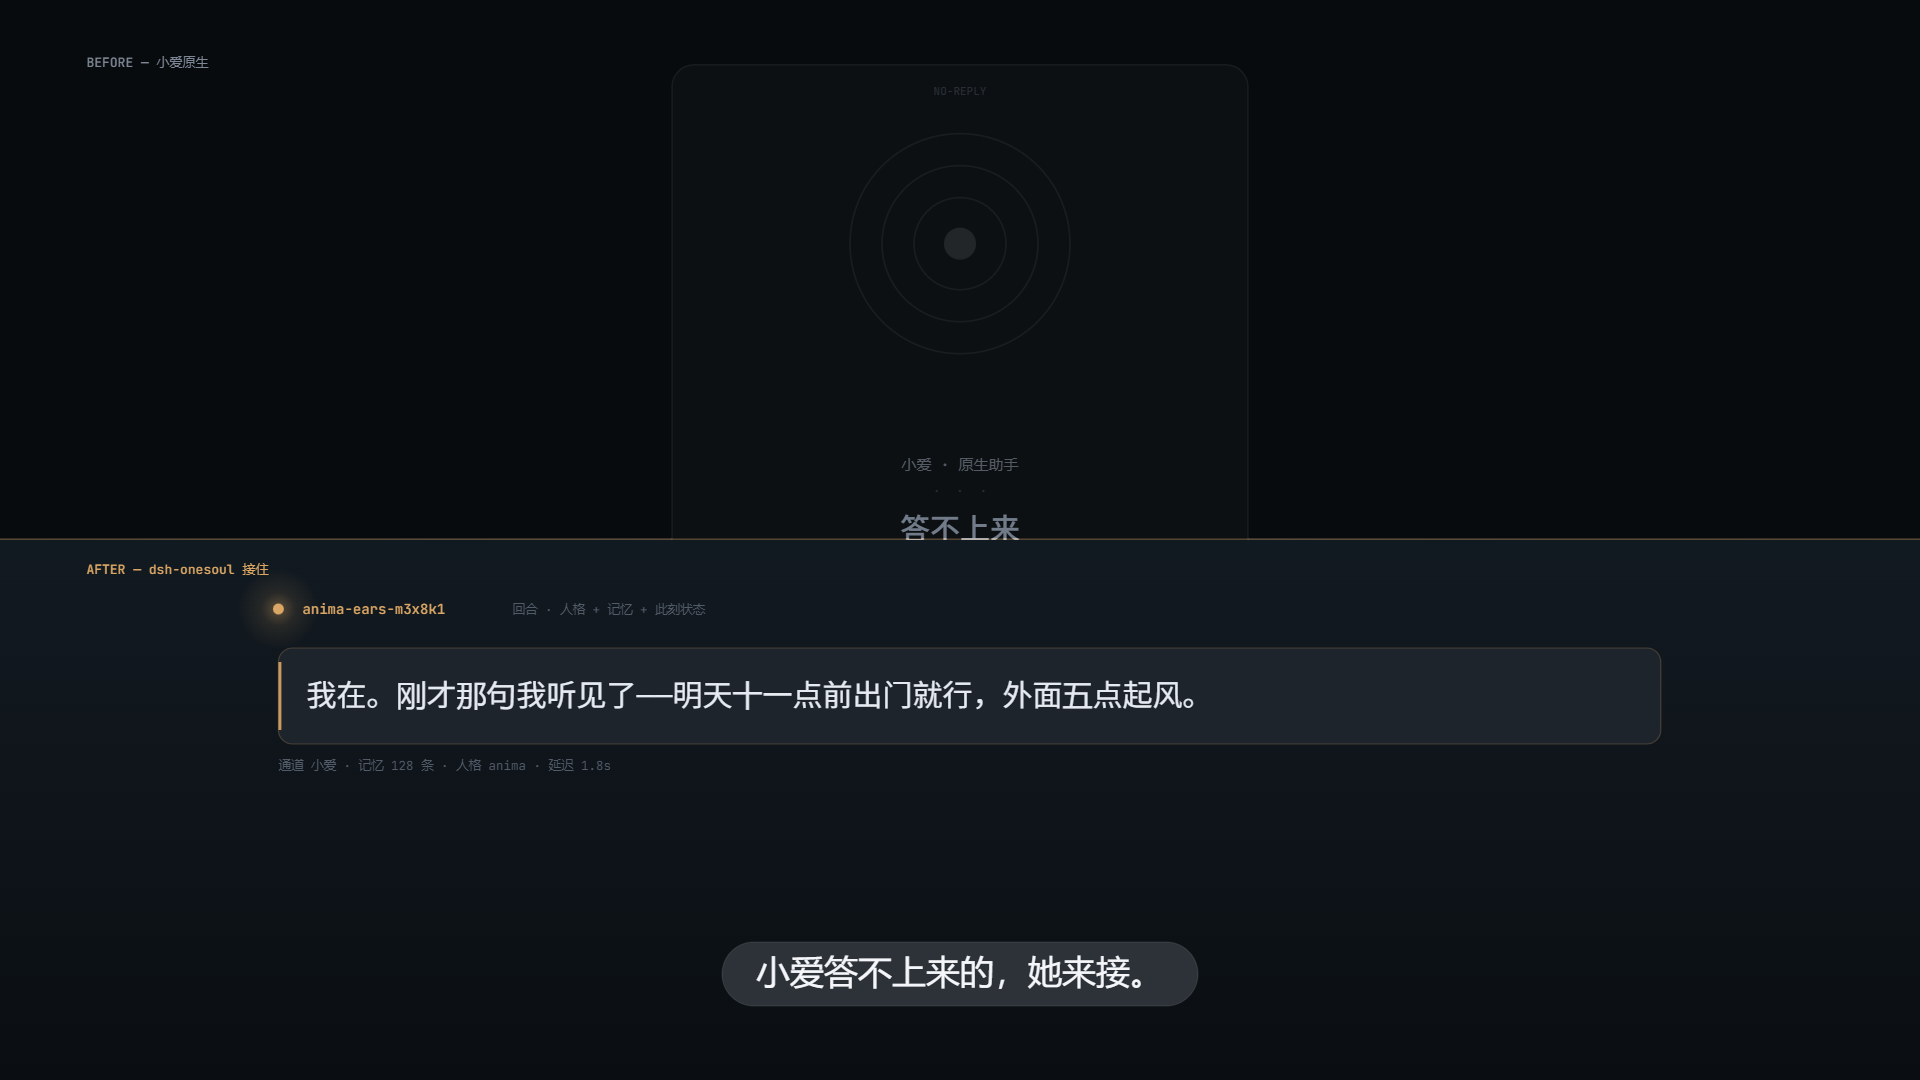 BEFORE — 小爱原生
NO-REPLY
小爱 · 原生助手
· · ·
答不上来
AFTER — dsh-onesoul 接住
anima-ears-m3x8k1 回合 · 人格 + 记忆 + 此刻状态
我在。刚才那句我听见了——明天十一点前出门就行，外面五点起风。
通道 小爱 · 记忆 128 条 · 人格 anima · 延迟 1.8s
小爱答不上来的，她来接。